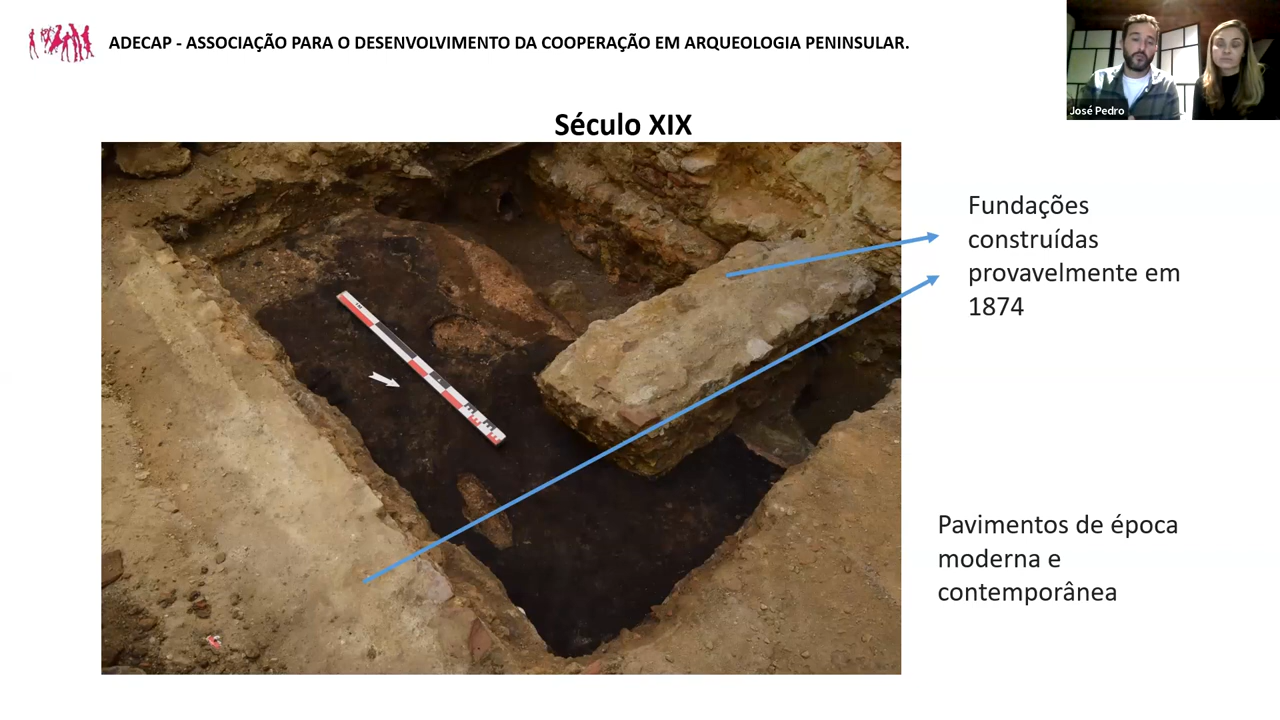 ADECAP - ASSOCIAÇÃO PARA O DESENVOLVIMENTO DA COOPERAÇÃO EM ARQUEOLOGIA PENINSULAR.
José Pedro
Século XIX
Fundações
construídas
provavelmente em
1874
Pavimentos de época
moderna e
contemporânea